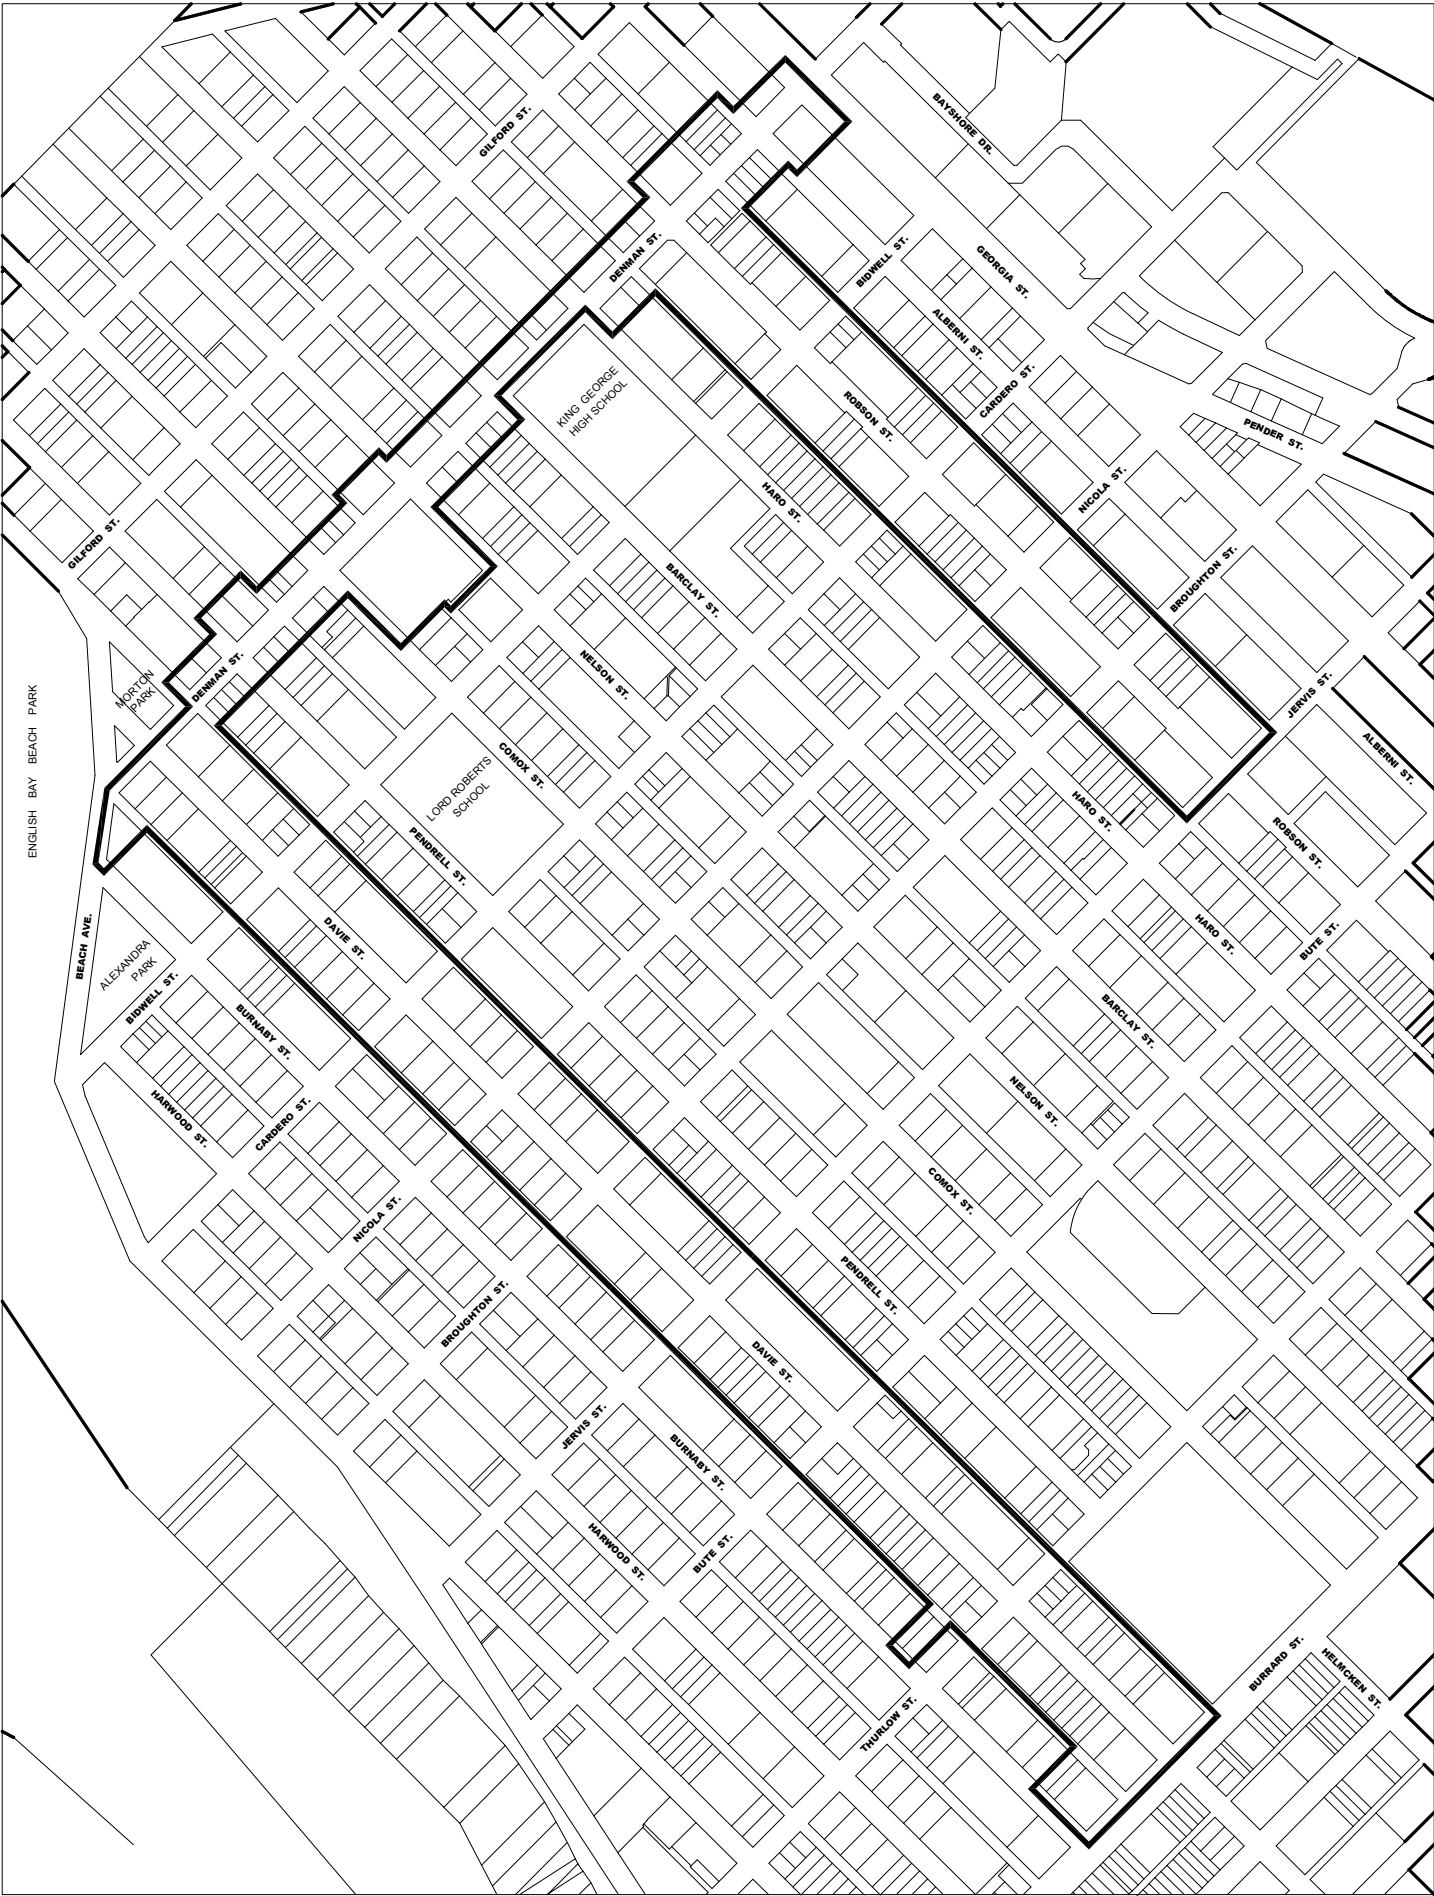 BAYSHORE DR.
GILFORD ST.
DENMAN ST.
BIDWELL ST.
GEORGIA ST.
ALBERNI ST.
CARDERO ST.
KING GEORGE
HIGH SCHOOL
ROBSON ST.
PENDER ST.
NICOLA ST.
HARO ST.
GILFORD ST.
BROUGHTON ST.
BARCLAY ST.
NELSON ST.
MORTON
PARK
DENMAN ST.
JERVIS ST.
ALBERNI ST.
ENGLISH BAY BEACH PARK
COMOX ST.
LORD ROBERTS
SCHOOL
HARO ST.
ROBSON ST.
PENDRELL ST.
DAVIE ST.
BEACH AVE.
ALEXANDRA
PARK
HARO ST.
BUTE ST.
BIDWELL ST.
BURNABY ST.
BARCLAY ST.
HARWOOD ST.
CARDERO ST.
NELSON ST.
NICOLA ST.
COMOX ST.
BROUGHTON ST.
PENDRELL ST.
DAVIE ST.
JERVIS ST.
BURNABY ST.
HARWOOD ST.
BUTE ST.
BURRARD ST.
HELMCKEN ST.
THURLOW ST.